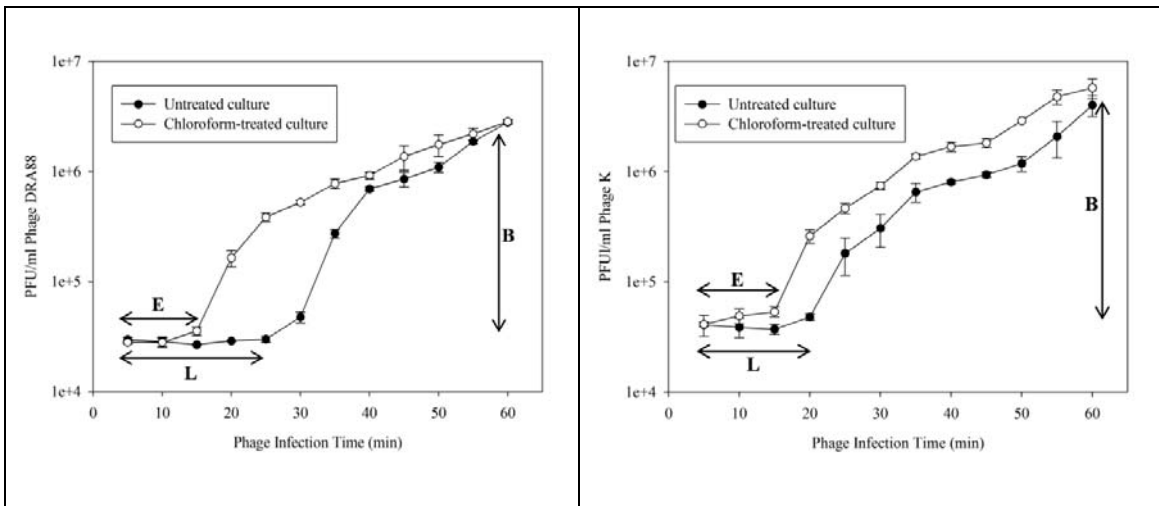 1e+7
Untreated culture
Chloroform-treated culture
1e+6
PFU/ml Phage DRA88
B
1e+5
E
L
1e+4
0 10 20 30 40 50 60
Phage Infection Time (min)
1e+7
Untreated culture
Chloroform-treated culture
1e+6
PFUl/ml Phage K
B
1e+5
E
L
1e+4
0 10 20 30 40 50 60
Phage Infection Time (min)